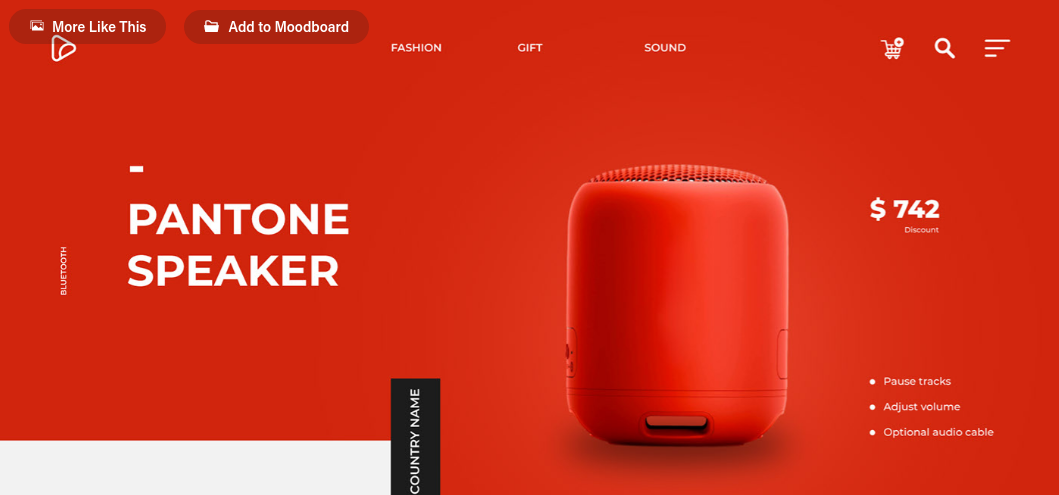 More Like This
Add to Moodboard
FASHION
GIFT
SOUND
PANTONE
SPEAKER
BLUETOOTH
$ 742
Discount
Pause tracks
Adjust volume
Optional audio cable
COUNTRY NAME